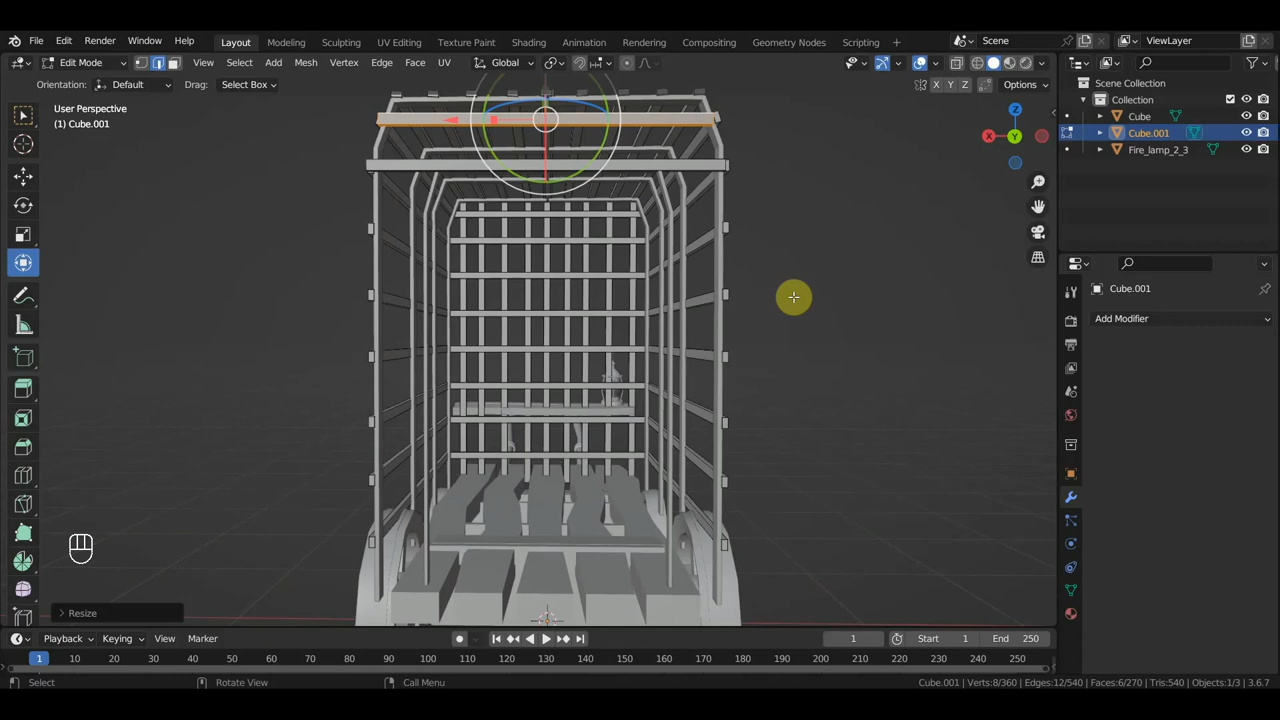 File Edit Render Window Help Layout Modeling Sculpting UV Editing Texture Paint Shading Animation Rendering Compositing Geometry Nodes Scripting + Scene ViewLayer
Edit Mode View Select Add Mesh Vertex Edge Face UV Global
Orientation: Default Drag: Select Box X Y Z Options
User Perspective
(1) Cube.001
Z
X Y
Resize
Scene Collection
Collection
Cube
Cube.001
Fire_lamp_2_3
Cube.001
Add Modifier
Playback Keying View Marker 1 Start 1 End 250
1 10 20 30 40 50 60 70 80 90 100 110 120 130 140 150 160 170 180 190 200 210 220 230 240 250
Select Rotate View Call Menu Cube.001 | Verts:8/360 | Edges:12/540 | Faces:6/270 | Tris:540 | Objects:1/3 | 3.6.7